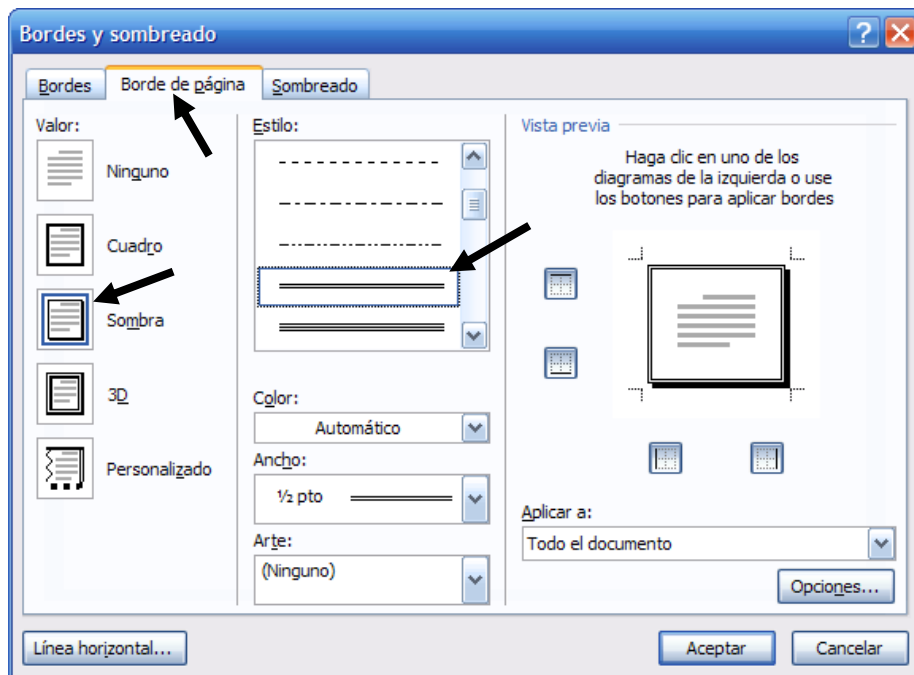 Bordes y sombreado
Bordes
Borde de página
Sombreado
Valor:
Ninguno
Cuadro
Sombra
3D
Personalizado
Estilo:
Color:
Automático
Ancho:
½ pto
Arte:
(Ninguno)
Vista previa
Haga clic en uno de los
diagramas de la izquierda o use
los botones para aplicar bordes
Aplicar a:
Todo el documento
Opciones...
Línea horizontal...
Aceptar
Cancelar